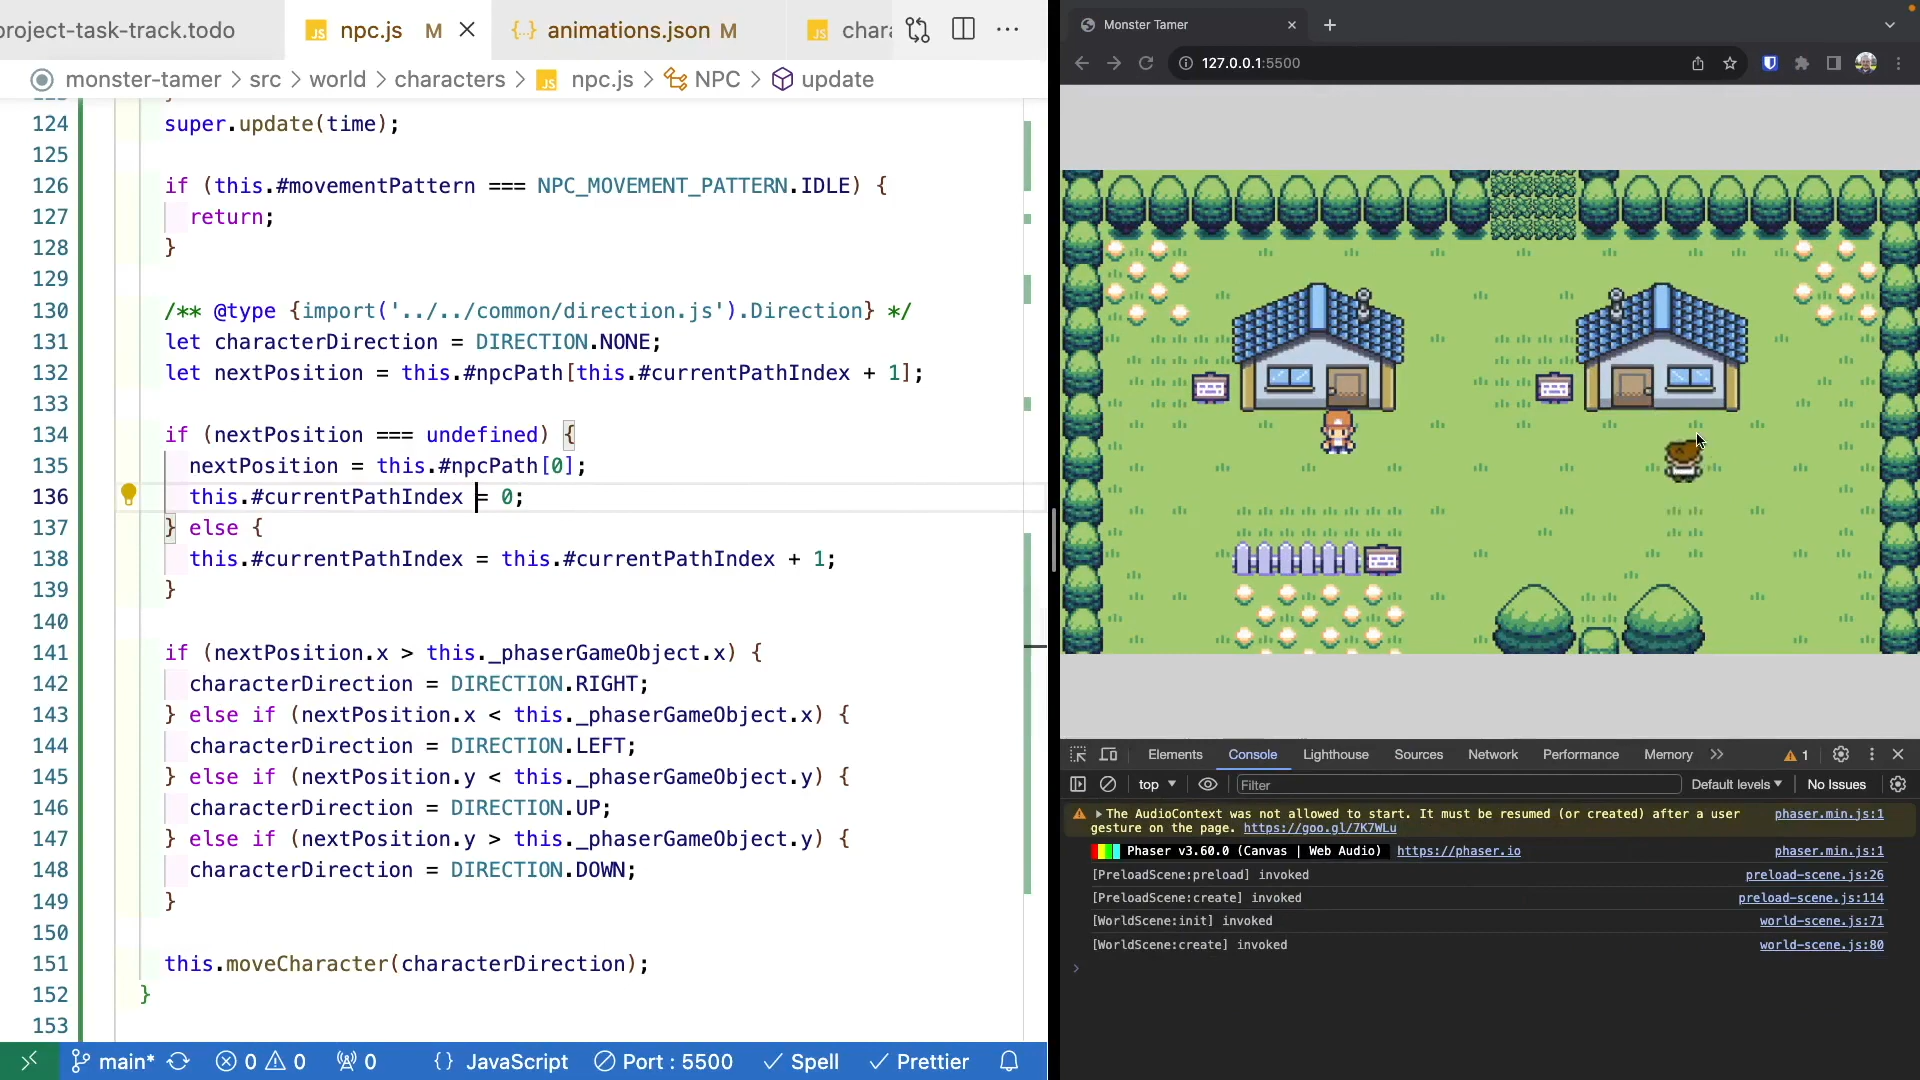 project-task-track.todo
npc.js M
{..} animations.json M
monster-tamer > src > world > characters > npc.js > NPC > update
124 super.update(time);
125
126 if (this.#movementPattern === NPC_MOVEMENT_PATTERN.IDLE) {
127 return;
128 }
129
130 /** @type {import('../../common/direction.js').Direction} */
131 let characterDirection = DIRECTION.NONE;
132 let nextPosition = this.#npcPath[this.#currentPathIndex + 1];
133
134 if (nextPosition === undefined) {
135 nextPosition = this.#npcPath[0];
136 this.#currentPathIndex = 0;
137 } else {
138 this.#currentPathIndex = this.#currentPathIndex + 1;
139 }
140
141 if (nextPosition.x > this._phaserGameObject.x) {
142 characterDirection = DIRECTION.RIGHT;
143 } else if (nextPosition.x < this._phaserGameObject.x) {
144 characterDirection = DIRECTION.LEFT;
145 } else if (nextPosition.y < this._phaserGameObject.y) {
146 characterDirection = DIRECTION.UP;
147 } else if (nextPosition.y > this._phaserGameObject.y) {
148 characterDirection = DIRECTION.DOWN;
149 }
150
151 this.moveCharacter(characterDirection);
152 }
153
main* 0 0 0 {} JavaScript Port : 5500 Spell Prettier
Monster Tamer
127.0.0.1:5500
Elements Console Lighthouse Sources Network Performance Memory 1
top Filter Default levels No Issues
The AudioContext was not allowed to start. It must be resumed (or created) after a user phaser.min.js:1
gesture on the page. https://goo.gl/7K7WLu
Phaser v3.60.0 (Canvas | Web Audio) https://phaser.io phaser.min.js:1
[PreloadScene:preload] invoked preload-scene.js:26
[PreloadScene:create] invoked preload-scene.js:114
[WorldScene:init] invoked world-scene.js:71
[WorldScene:create] invoked world-scene.js:80